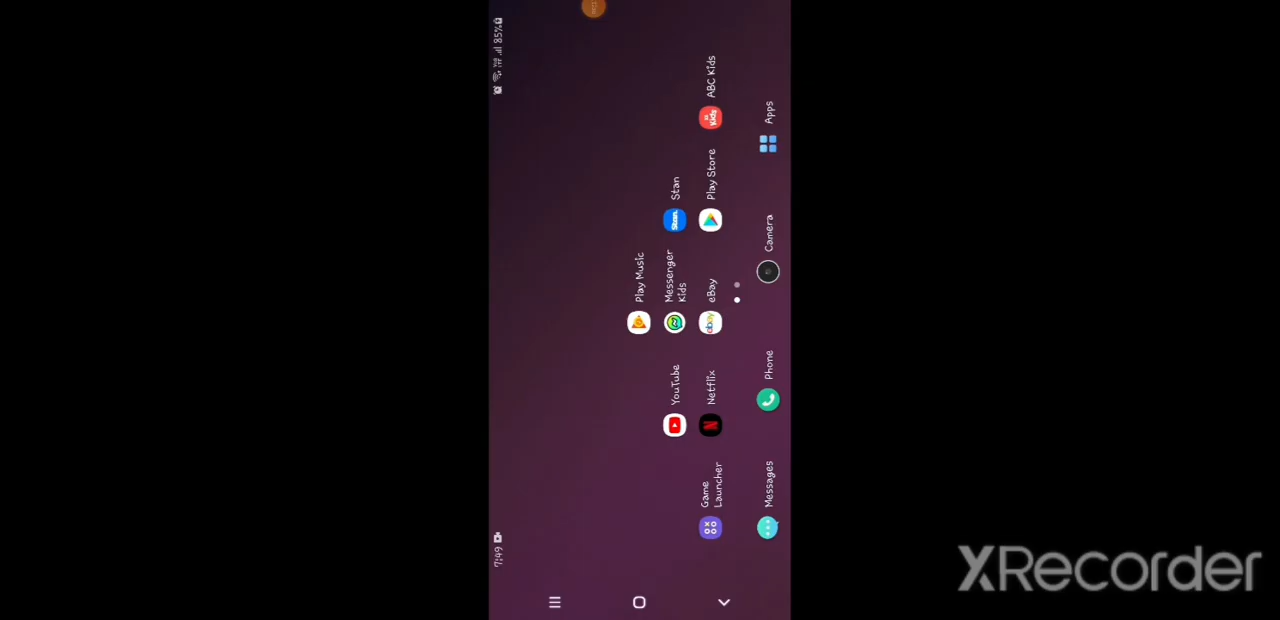 7:49
85%
Play Music
YouTube
Messenger
Kids
Stan
Game
Launcher
Netflix
eBay
Play Store
ABC Kids
Messages
Phone
Camera
Apps
XRecorder